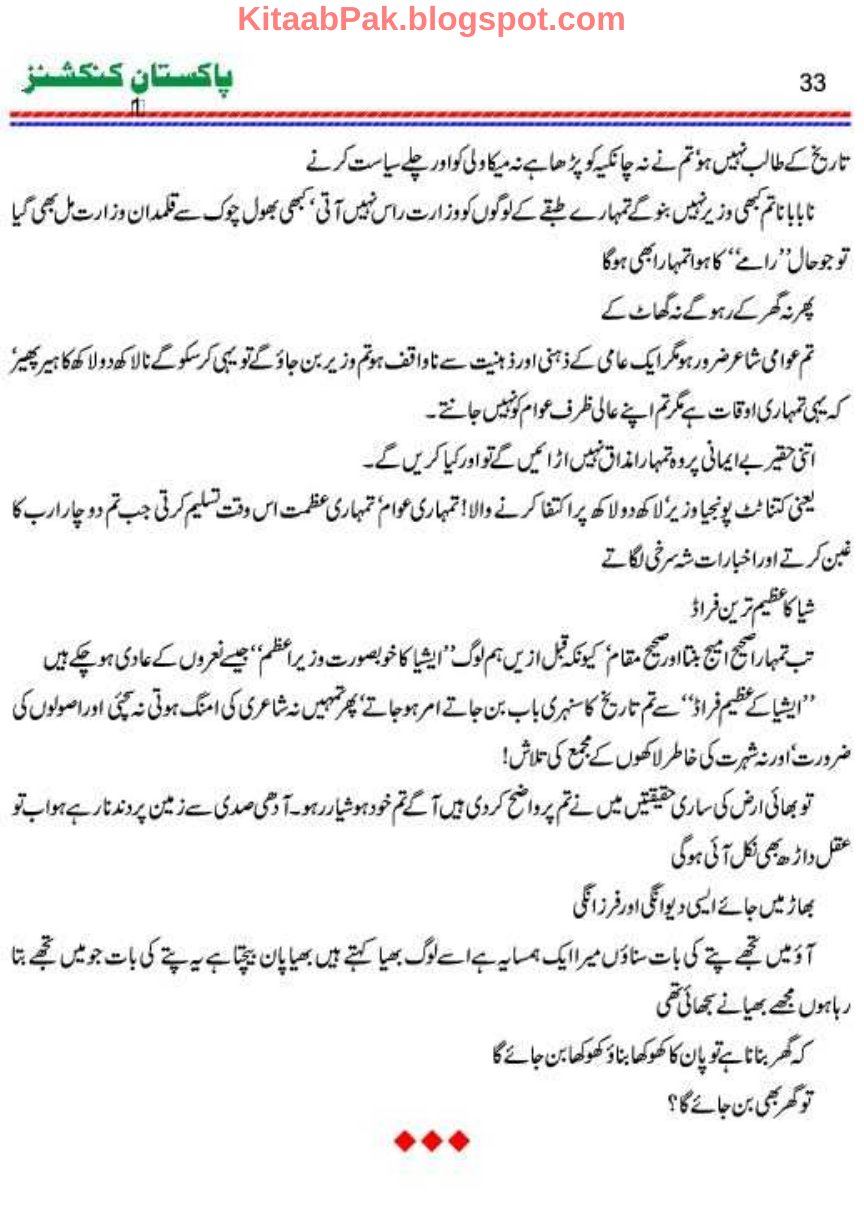 KitaabPak.blogspot.com
پاکستان کنکشنز
33
تاریخ کے طالب نہیں ہو‘ تم نے نہ چانکیہ کو پڑھا ہے نہ میکاولی کو اور چلے سیاست کرنے
نا بابا نا تم کبھی وزیر نہیں بنو گے تمہارے طبقے کے لوگوں کو وزارت راس نہیں آتی‘ کبھی بھول چوک سے قلمدان وزارت مل بھی گیا
تو جو حال ’’رامے‘‘ کا ہوا تمہارا بھی ہوگا
پھر نہ گھر کے رہو گے نہ گھاٹ کے
تم عوامی شاعر ضرور ہو مگر ایک عامی کے ذہنی اور ذہنیت سے ناواقف ہو تم وزیر بن جاؤ گے تو یہی کر سکو گے نا لاکھ دو لاکھ کا ہیر پھیر‘
کہ یہی تمہاری اوقات ہے مگر تم اپنے عالی ظرف عوام کو نہیں جانتے۔
اتنی حقیر بے ایمانی پر وہ تمہارا مذاق نہیں اڑائیں گے تو اور کیا کریں گے۔
یعنی کتنا ٹٹ پونجیا وزیر‘ لاکھ دو لاکھ پر اکتفا کرنے والا! تمہاری عوام‘ تمہاری عظمت اس وقت تسلیم کرتی جب تم دو چار ارب کا
غبن کرتے اور اخبارات شہ سرخی لگاتے
شیا کا عظیم ترین فراڈ
تب تمہارا صحیح امیج بنتا اور صحیح مقام‘ کیونکہ قبل ازیں ہم لوگ ’’ایشیا کا خوبصورت وزیراعظم‘‘ جیسے نعروں کے عادی ہو چکے ہیں
’’ایشیا کے عظیم فراڈ‘‘ سے تم تاریخ کا سنہری باب بن جاتے امر ہو جاتے‘ پھر تمہیں نہ شاعری کی امنگ ہوتی نہ سچئی اور اصولوں کی
ضرورت‘ اور نہ شہرت کی خاطر لاکھوں کے مجمع کی تلاش!
تو بھائی ارض کی ساری حقیقتیں میں نے تم پر واضح کردی ہیں آگے تم خود ہوشیار رہو۔ آدھی صدی سے زمین پر دندنا رہے ہو اب تو
عقل داڑھ بھی نکل آئی ہوگی
بھاڑ میں جائے ایسی دیوانگی اور فرزانگی
آؤ میں تجھے پتے کی بات سناؤں میرا ایک ہمسایہ ہے اسے لوگ بھیا کہتے ہیں بھیا پان بیچتا ہے یہ پتے کی بات جو میں تجھے بتا
رہا ہوں مجھے بھیا نے سجھائی تھی
کہ گھر بنانا ہے تو پان کا کھوکھا بناؤ کھوکھا بن جائے گا
تو گھر بھی بن جائے گا؟